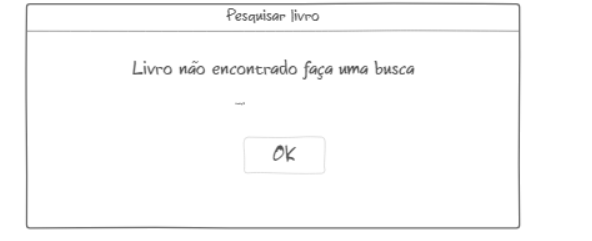 Pesquisar livro
Livro não encontrado faça uma busca
OK